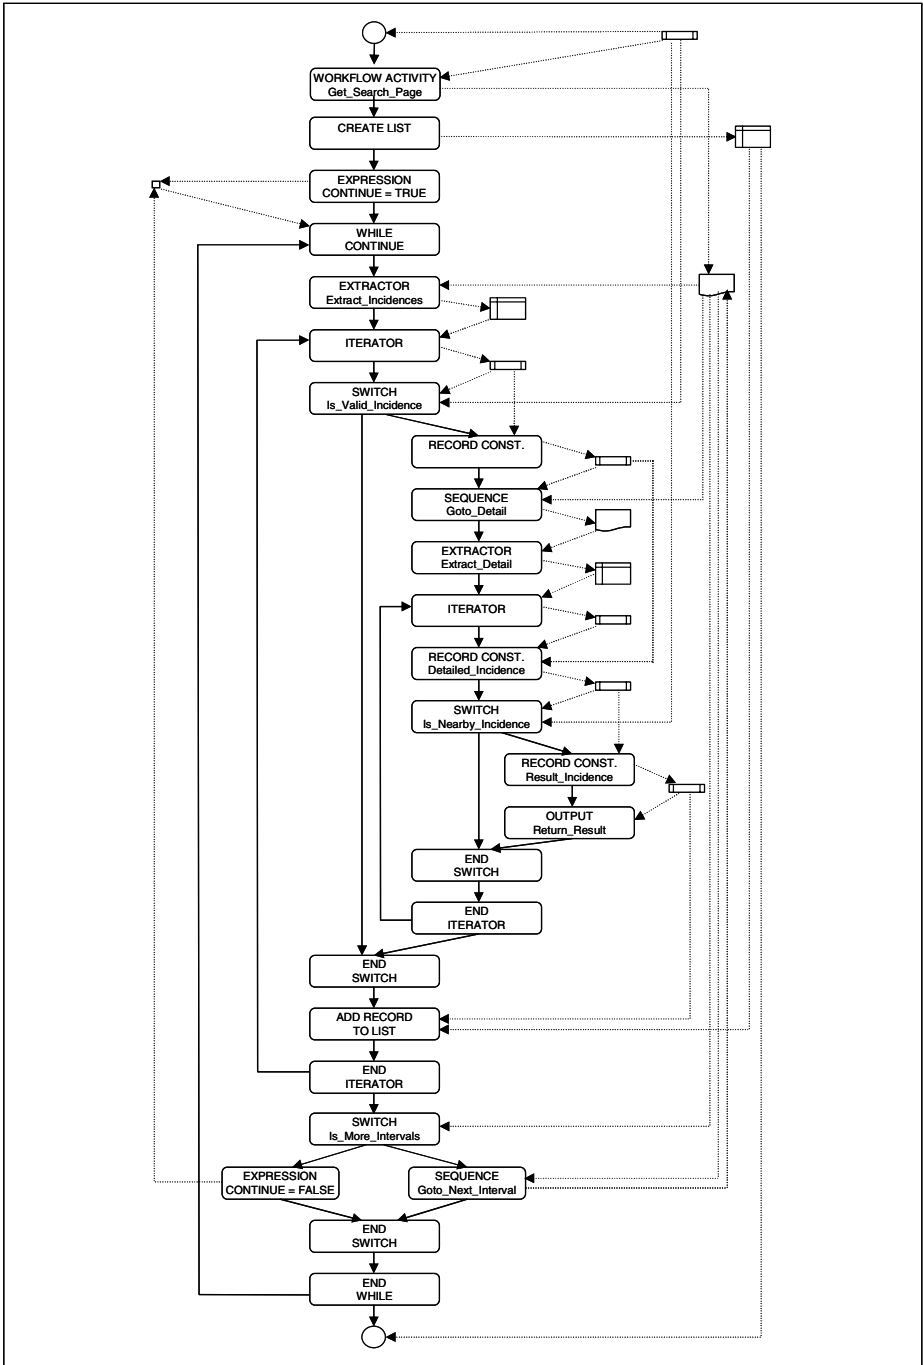 WORKFLOW ACTIVITY
Get_Search_Page
CREATE LIST
EXPRESSION
CONTINUE = TRUE
WHILE
CONTINUE
EXTRACTOR
Extract_Incidences
ITERATOR
SWITCH
Is_Valid_Incidence
RECORD CONST.
SEQUENCE
Goto_Detail
EXTRACTOR
Extract_Detail
ITERATOR
RECORD CONST.
Detailed_Incidence
SWITCH
Is_Nearby_Incidence
RECORD CONST.
Result_Incidence
OUTPUT
Return_Result
END
SWITCH
END
ITERATOR
END
SWITCH
ADD RECORD
TO LIST
END
ITERATOR
SWITCH
Is_More_Intervals
EXPRESSION
CONTINUE = FALSE
SEQUENCE
Goto_Next_Interval
END
SWITCH
END
WHILE